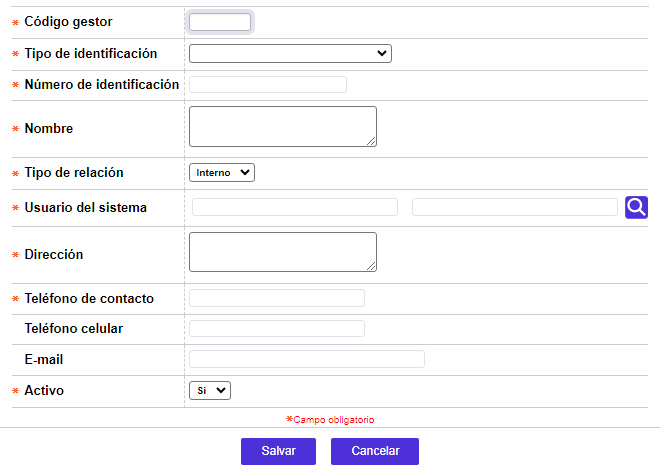 * Código gestor
* Tipo de identificación
* Número de identificación
* Nombre
* Tipo de relación Interno
* Usuario del sistema
* Dirección
* Teléfono de contacto
Teléfono celular
E-mail
* Activo Si
*Campo obligatorio
Salvar Cancelar